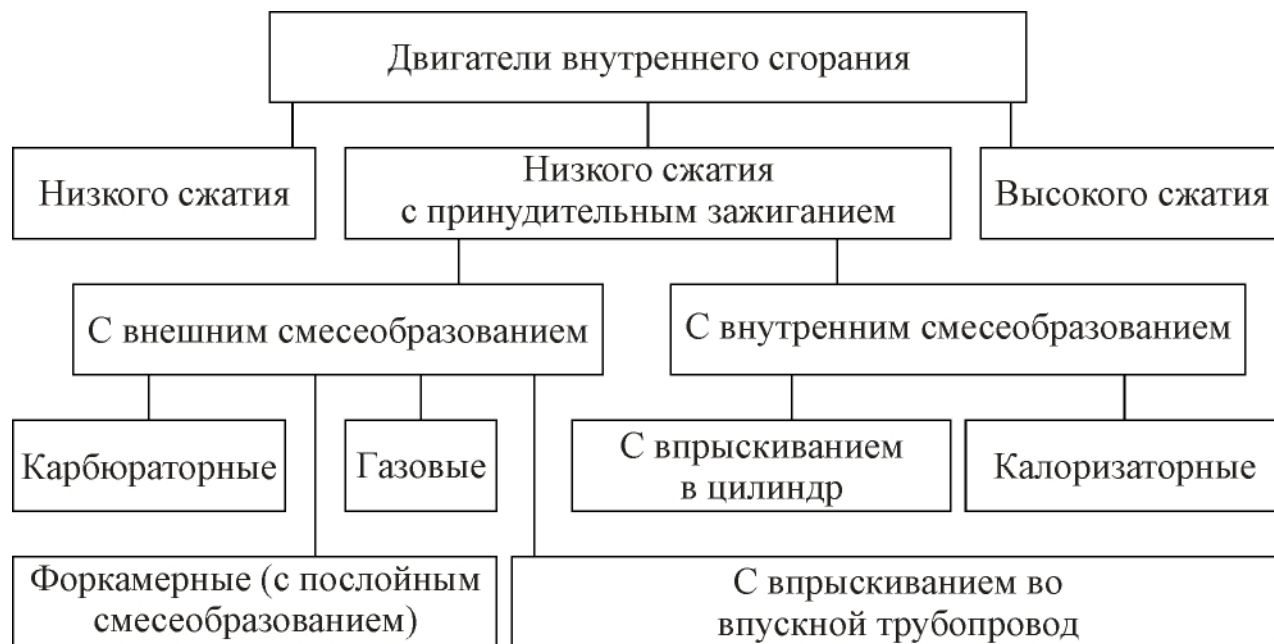 Двигатели внутреннего сгорания
Низкого сжатия
Низкого сжатия
с принудительным зажиганием
Высокого сжатия
С внешним смесеобразованием
С внутренним смесеобразованием
Карбюраторные
Газовые
С впрыскиванием
в цилиндр
Калоризаторные
Форкамерные (с послойным
смесеобразованием)
С впрыскиванием во
впускной трубопровод